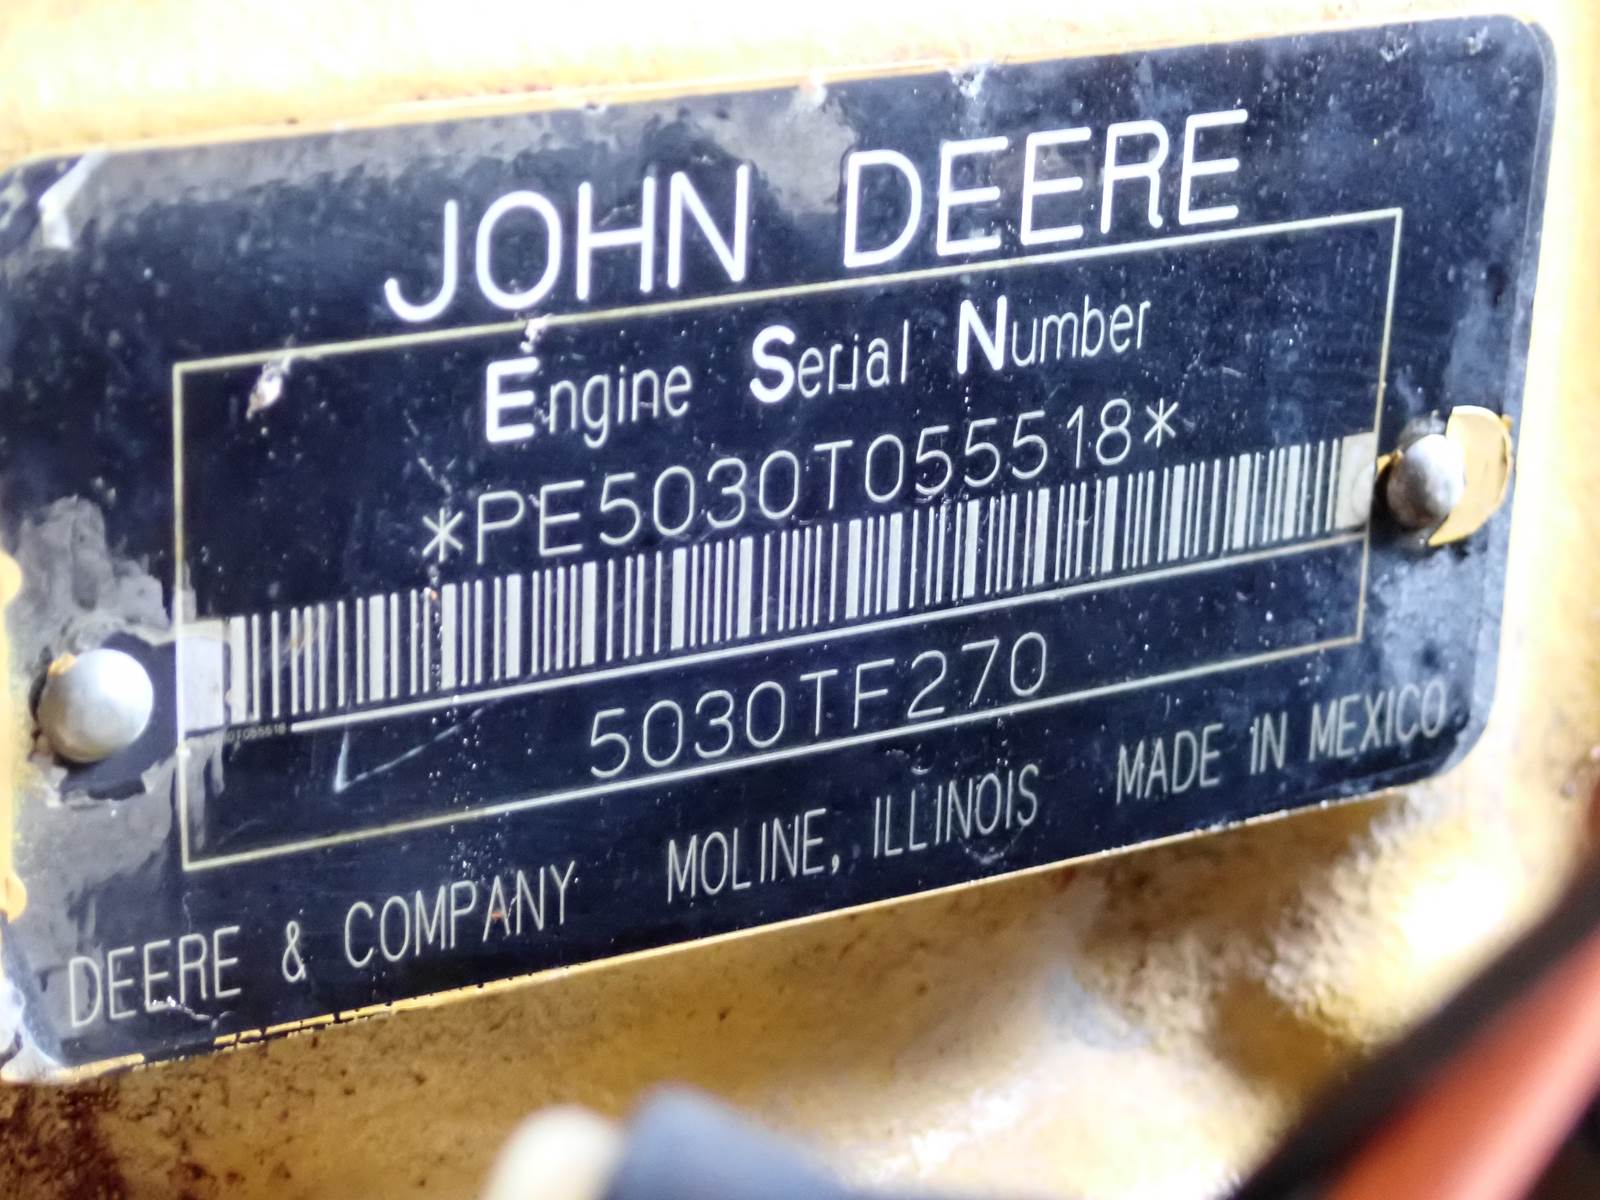 JOHN DEERE
Engine Serial Number
*PE5030T055518*
5030TF270
DEERE & COMPANY MOLINE, ILLINOIS MADE IN MEXICO